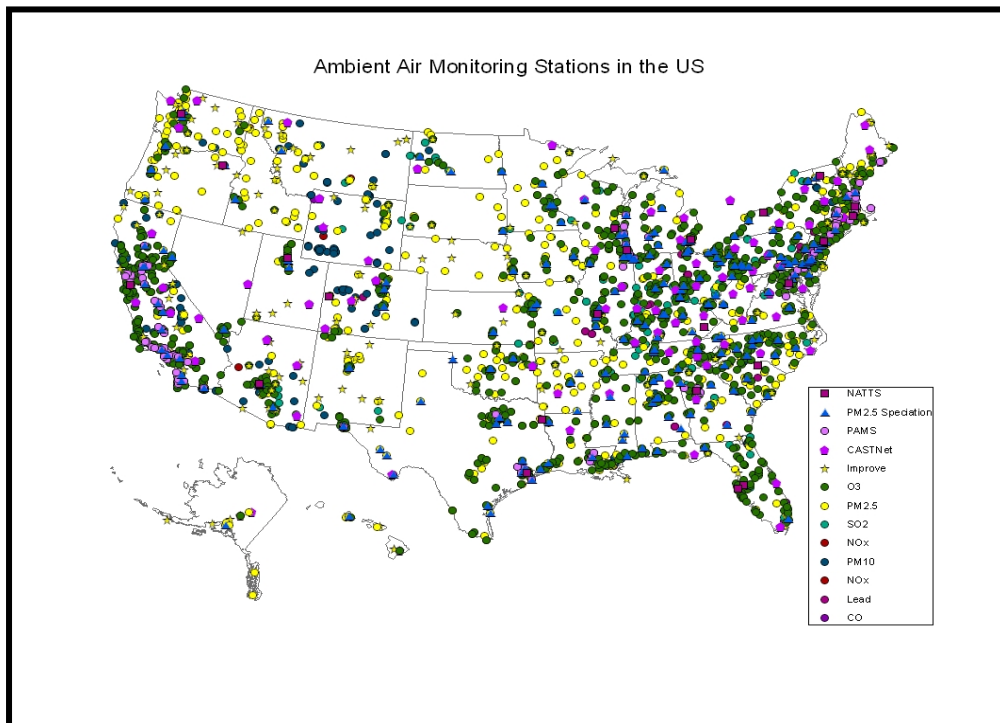 Ambient Air Monitoring Stations in the US
NATTS
PM2.5 Speciation
PAMS
CASTNet
Improve
O3
PM2.5
SO2
NOx
PM10
NOx
Lead
CO